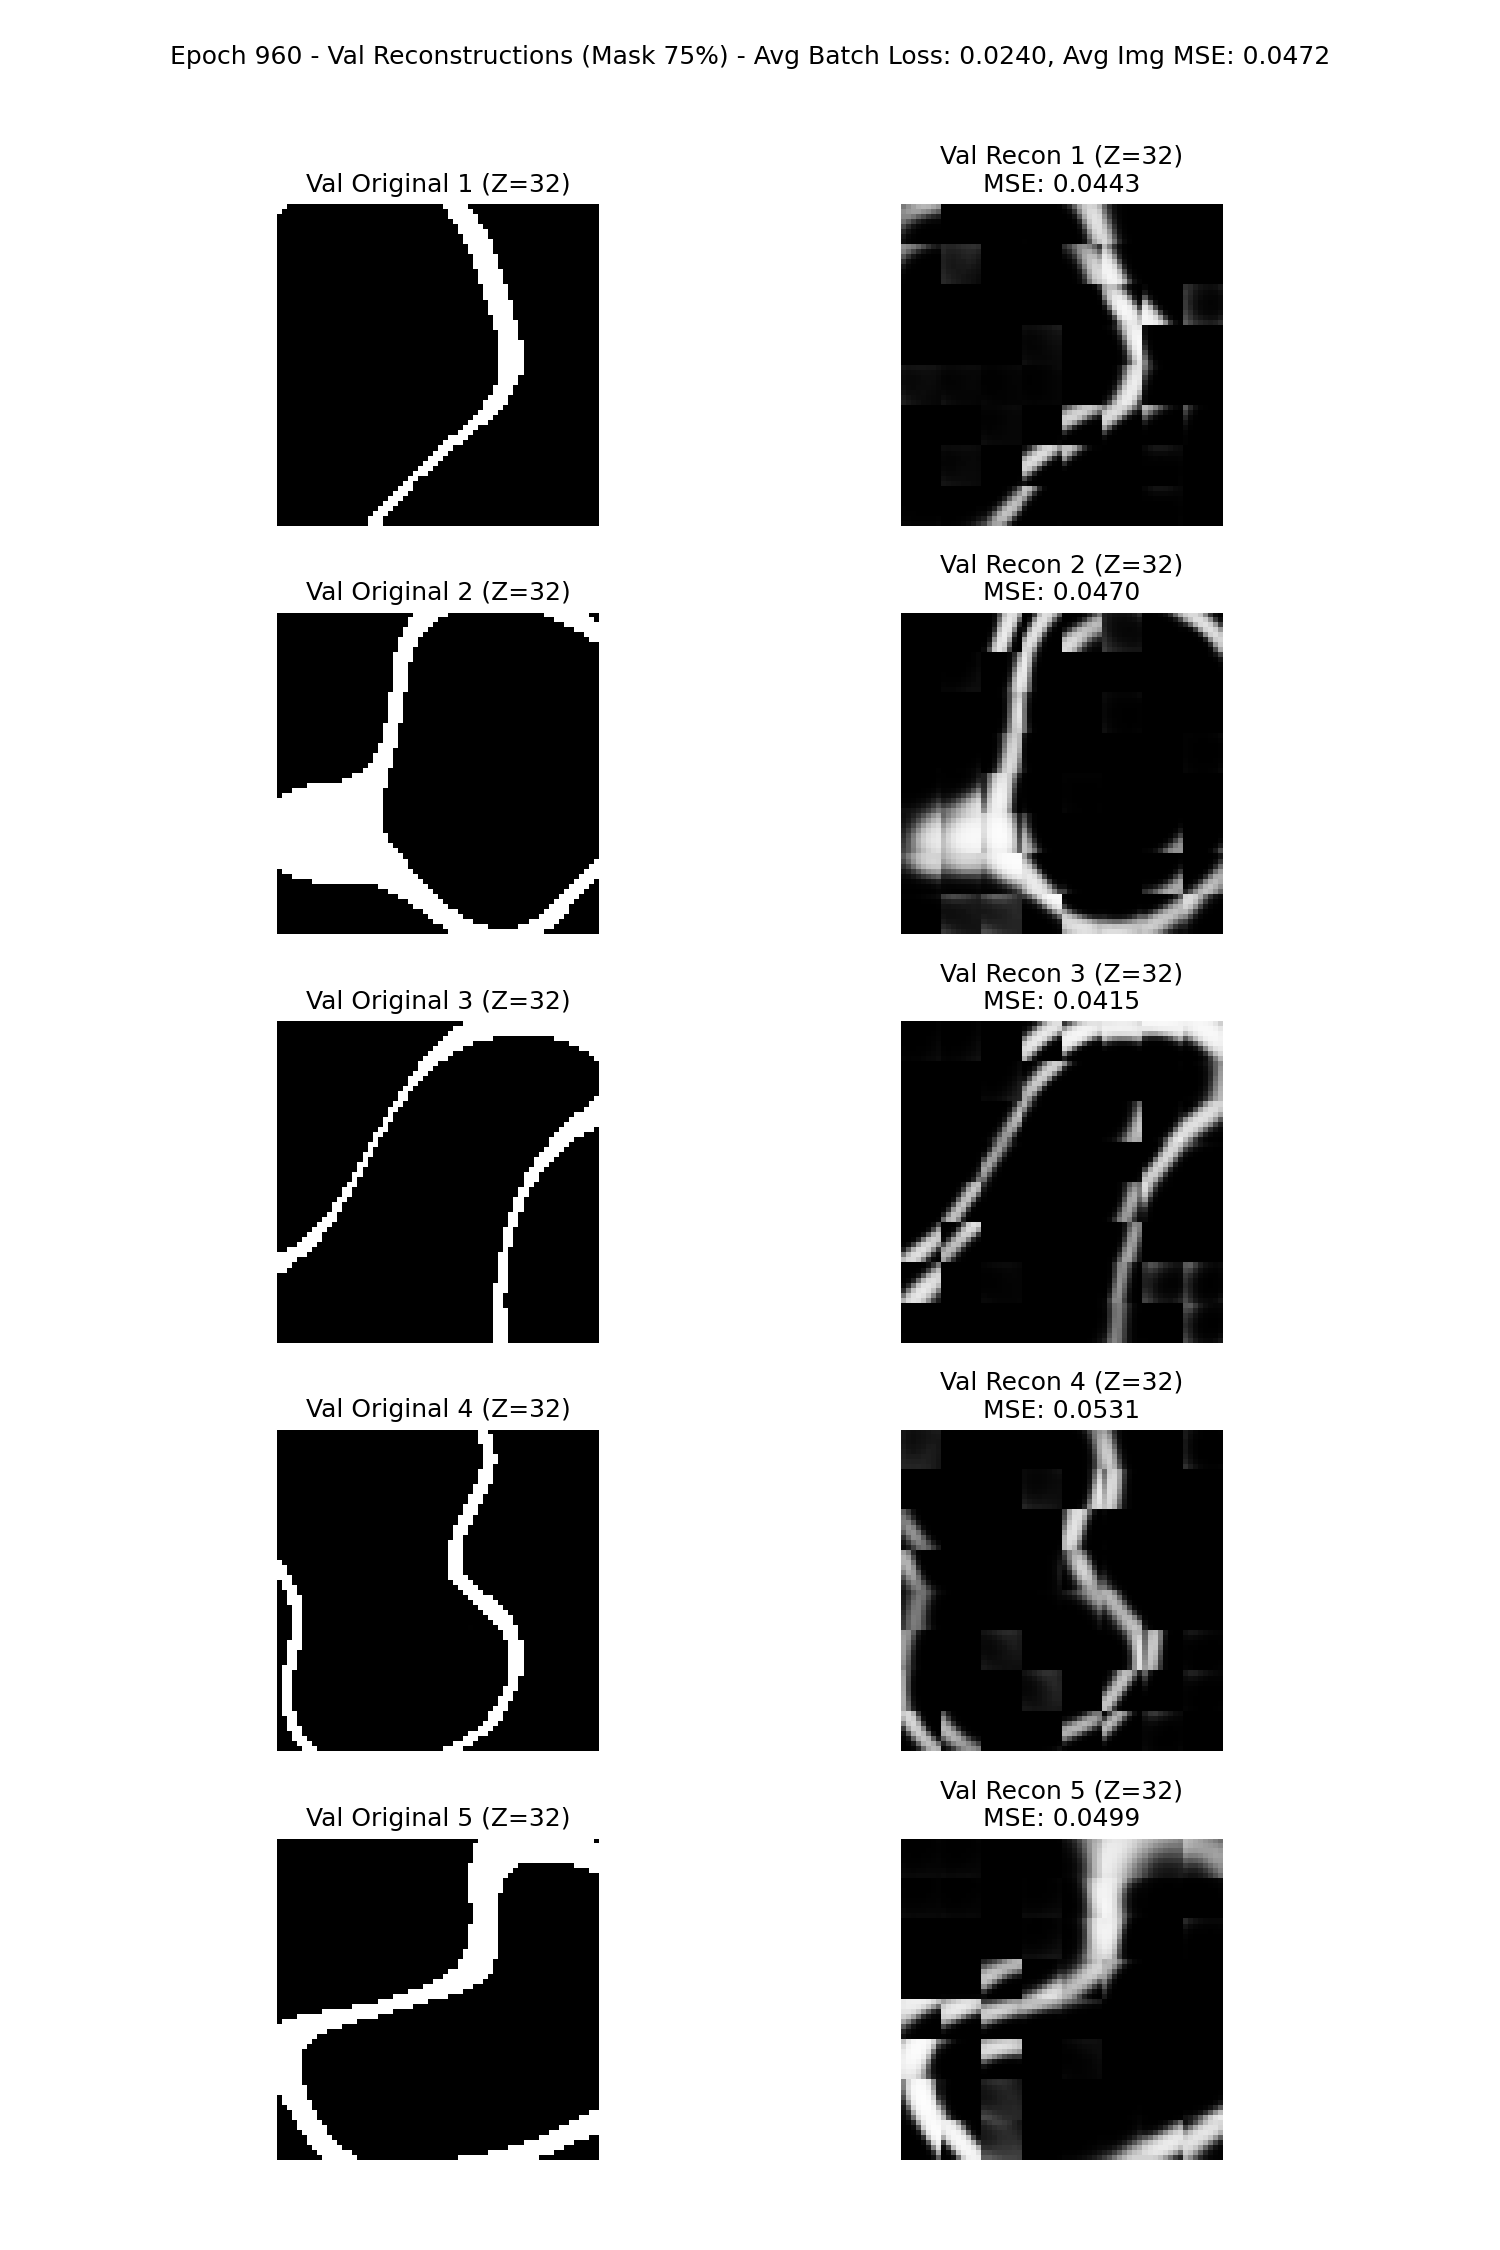 Epoch 960 - Val Reconstructions (Mask 75%) - Avg Batch Loss: 0.0240, Avg Img MSE: 0.0472
Val Original 1 (Z=32)
Val Recon 1 (Z=32)
MSE: 0.0443
Val Original 2 (Z=32)
Val Recon 2 (Z=32)
MSE: 0.0470
Val Original 3 (Z=32)
Val Recon 3 (Z=32)
MSE: 0.0415
Val Original 4 (Z=32)
Val Recon 4 (Z=32)
MSE: 0.0531
Val Original 5 (Z=32)
Val Recon 5 (Z=32)
MSE: 0.0499